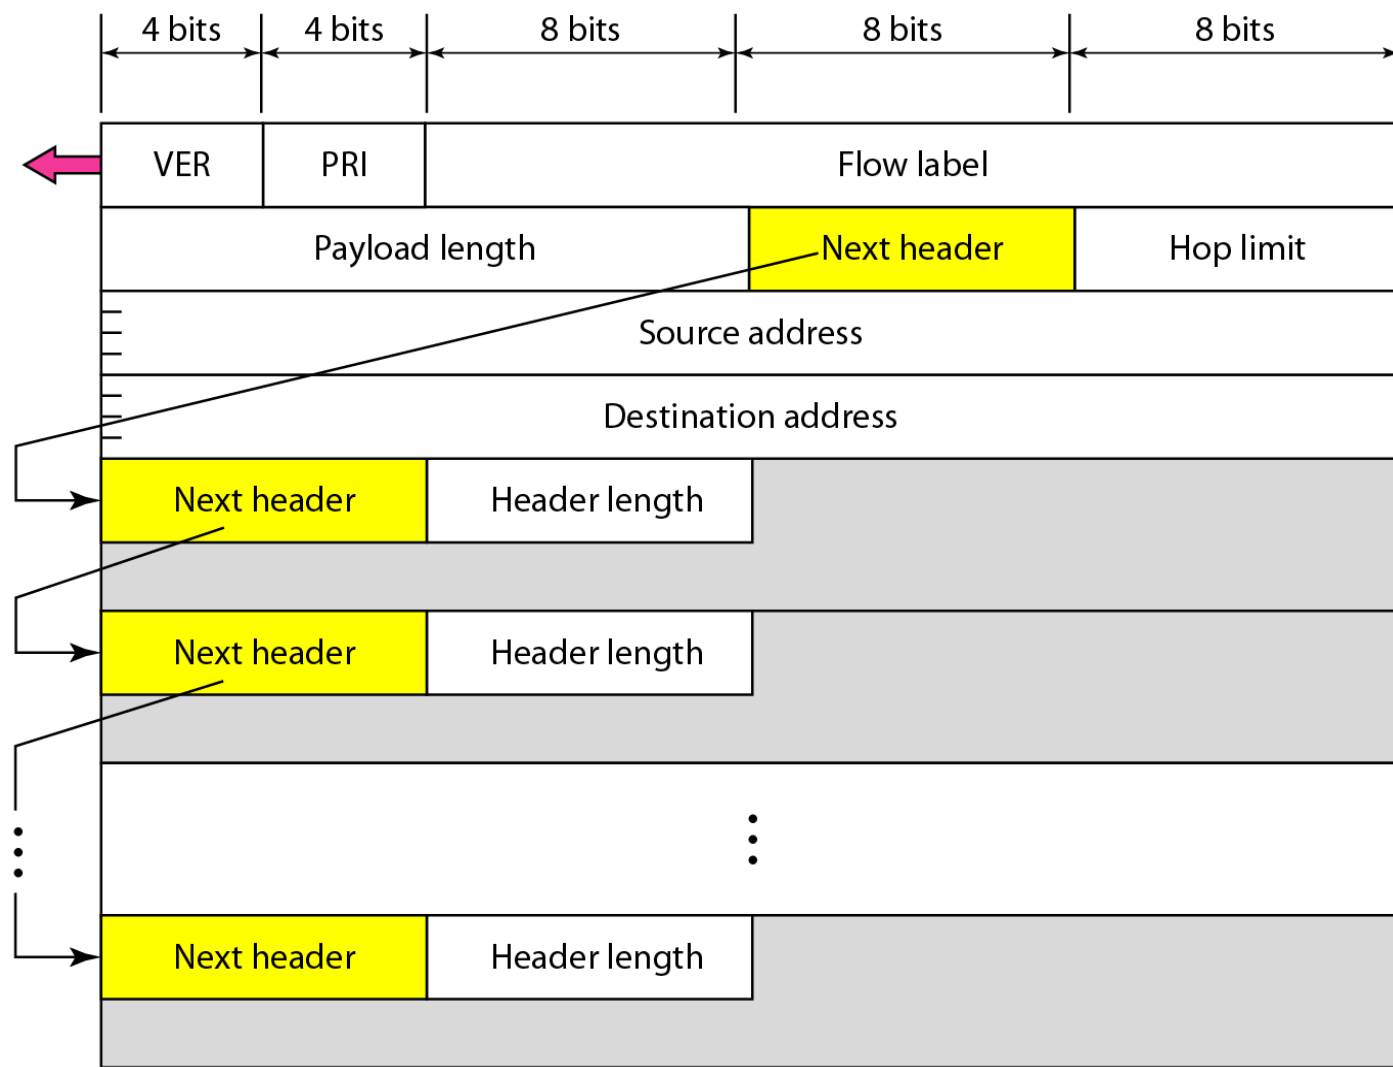 4 bits 4 bits 8 bits 8 bits 8 bits
VER PRI Flow label
Payload length Next header Hop limit
Source address
Destination address
Next header Header length
Next header Header length
Next header Header length